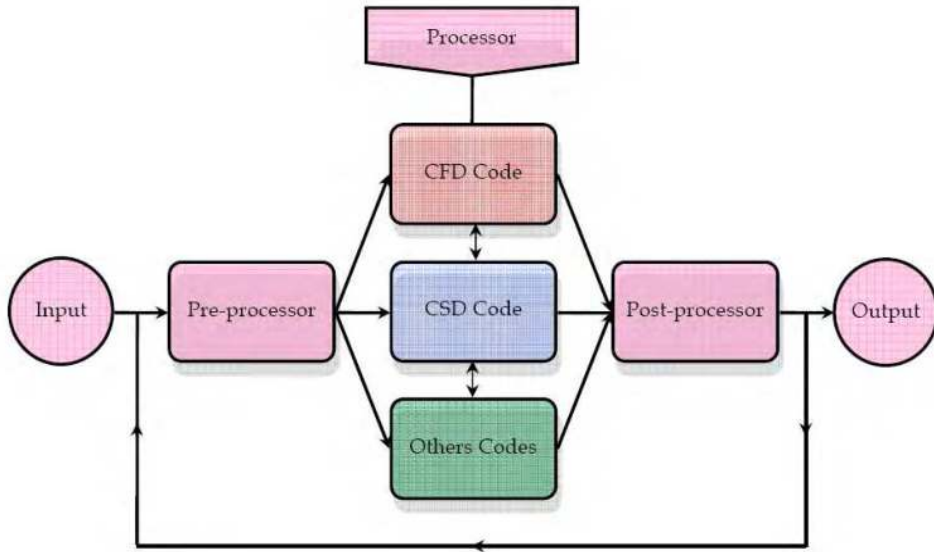 Processor
CFD Code
Input
Pre-processor
CSD Code
Post-processor
Output
Others Codes